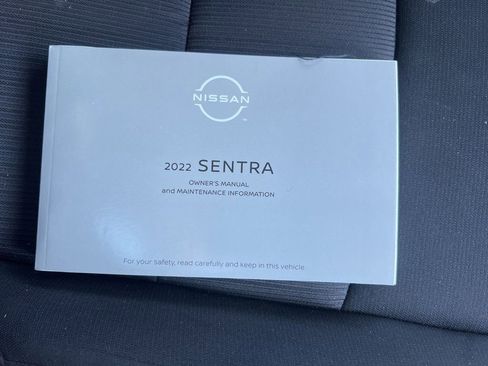 NISSAN
2022 SENTRA
OWNER'S MANUAL
and MAINTENANCE INFORMATION
For your safety, read carefully and keep in this vehicle.